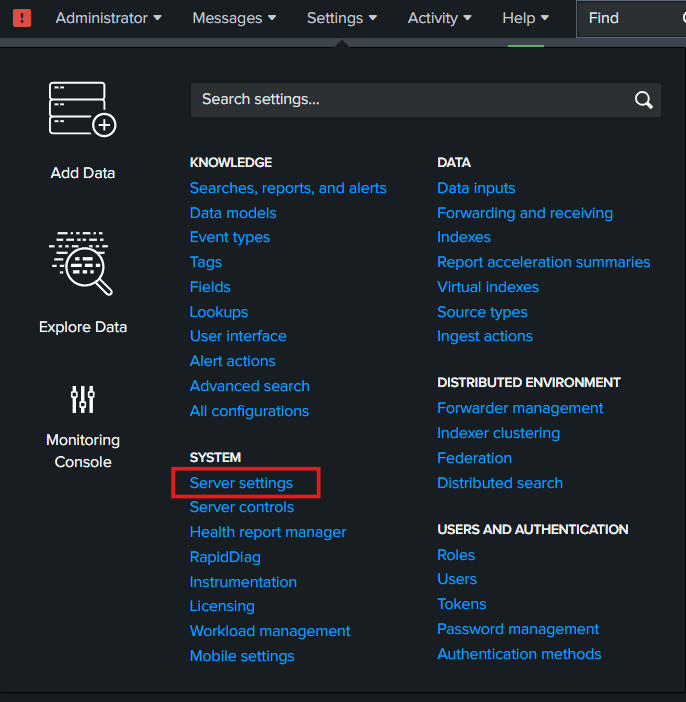 Administrator Messages Settings Activity Help Find
Search settings...
Add Data
Explore Data
Monitoring
Console
KNOWLEDGE
Searches, reports, and alerts
Data models
Event types
Tags
Fields
Lookups
User interface
Alert actions
Advanced search
All configurations
SYSTEM
Server settings
Server controls
Health report manager
RapidDiag
Instrumentation
Licensing
Workload management
Mobile settings
DATA
Data inputs
Forwarding and receiving
Indexes
Report acceleration summaries
Virtual indexes
Source types
Ingest actions
DISTRIBUTED ENVIRONMENT
Forwarder management
Indexer clustering
Federation
Distributed search
USERS AND AUTHENTICATION
Roles
Users
Tokens
Password management
Authentication methods